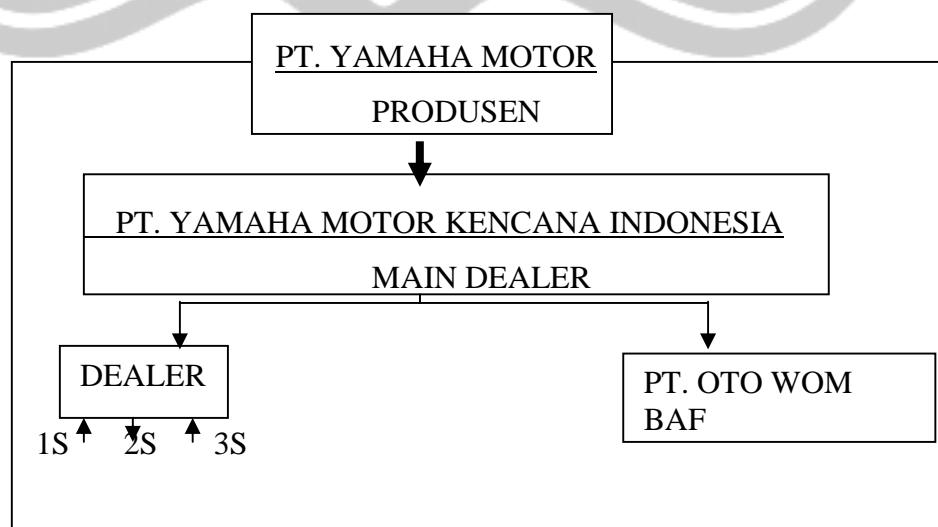 PT. YAMAHA MOTOR
PRODUSEN
PT. YAMAHA MOTOR KENCANA INDONESIA
MAIN DEALER
DEALER
1S 2S 3S
PT. OTO WOM
BAF